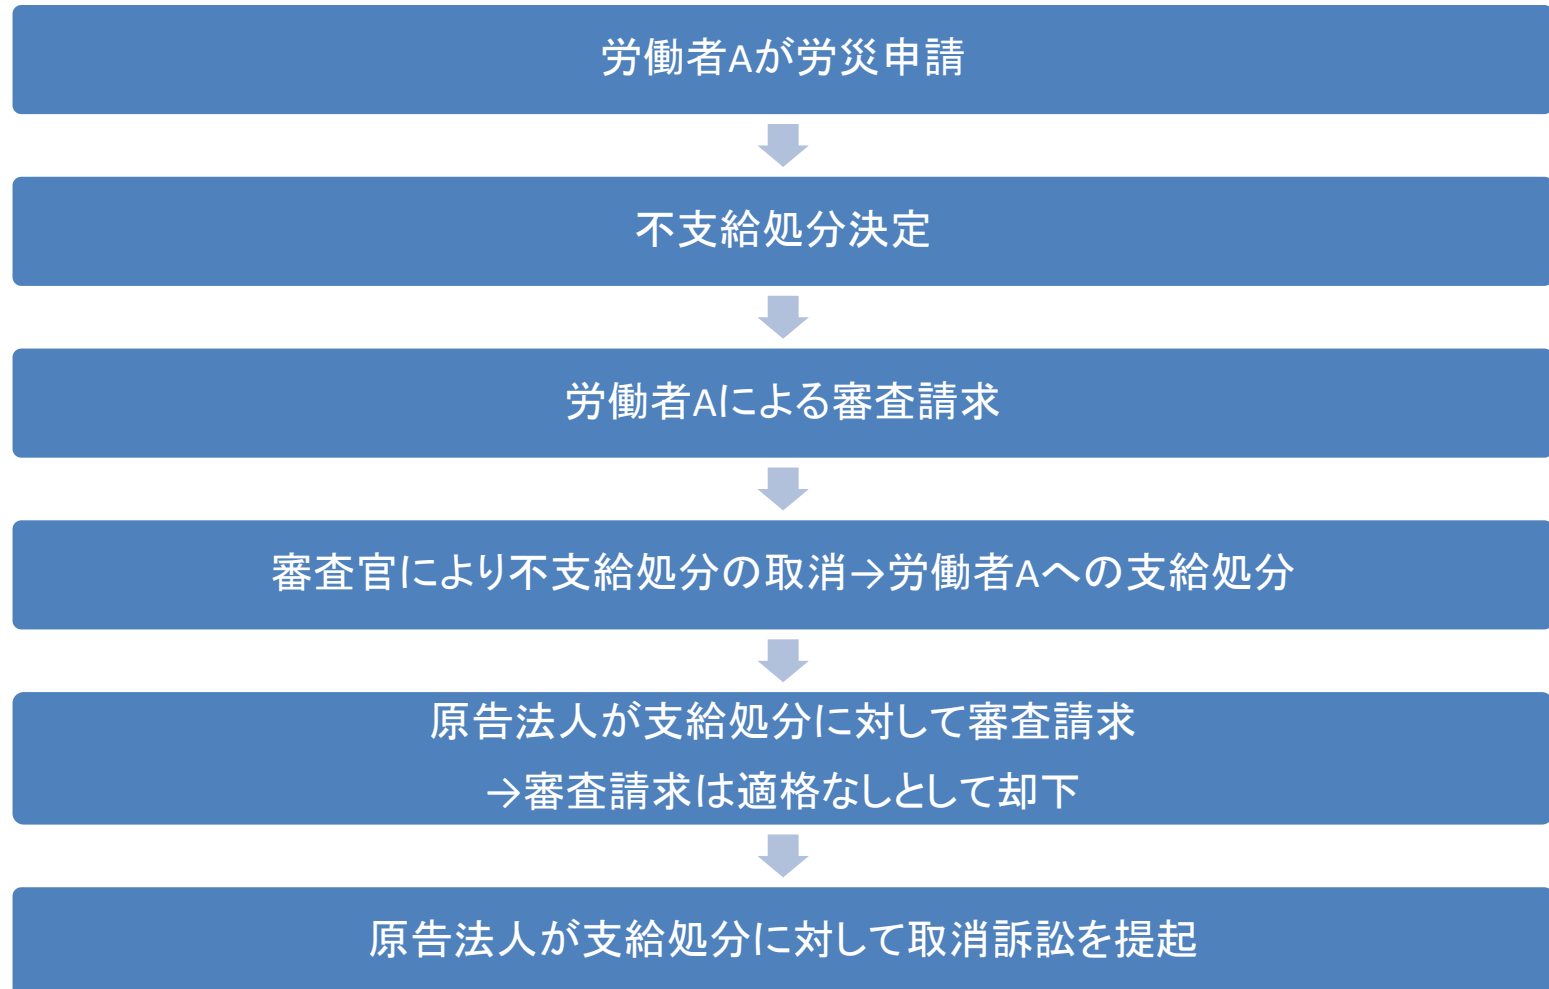 労働者Aが労災申請
不支給処分決定
労働者Aによる審査請求
審査官により不支給処分の取消→労働者Aへの支給処分
原告法人が支給処分に対して審査請求
→審査請求は適格なしとして却下
原告法人が支給処分に対して取消訴訟を提起